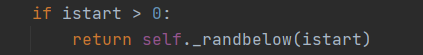 if istart > 0:
    return self._randbelow(istart)